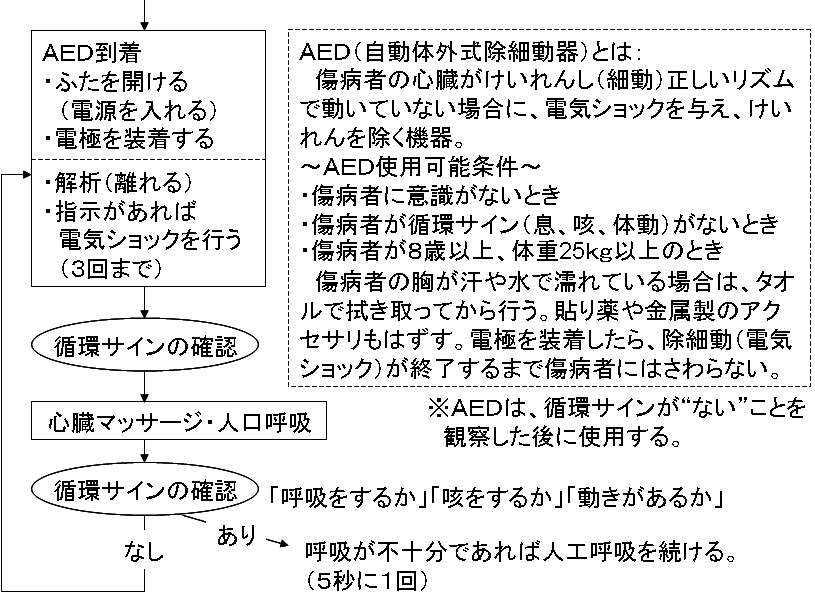 AED到着
・ふたを開ける
（電源を入れる）
・電極を装着する
・解析（離れる）
・指示があれば
電気ショックを行う
（３回まで）
循環サインの確認
心臓マッサージ・人口呼吸
循環サインの確認
「呼吸をするか」「咳をするか」「動きがあるか」
なし
あり
呼吸が不十分であれば人工呼吸を続ける。
（５秒に１回）
AED（自動体外式除細動器）とは：
傷病者の心臓がけいれんし（細動）正しいリズム
で動いていない場合に、電気ショックを与え、けい
れんを除く機器。
～AED使用可能条件～
・傷病者に意識がないとき
・傷病者が循環サイン（息、咳、体動）がないとき
・傷病者が８歳以上、体重25kg以上のとき
傷病者の胸が汗や水で濡れている場合は、タオ
ルで拭き取ってから行う。貼り薬や金属製のアク
セサリもはずす。電極を装着したら、除細動（電気
ショック）が終了するまで傷病者にはさわらない。
※AEDは、循環サインが“ない”ことを
観察した後に使用する。